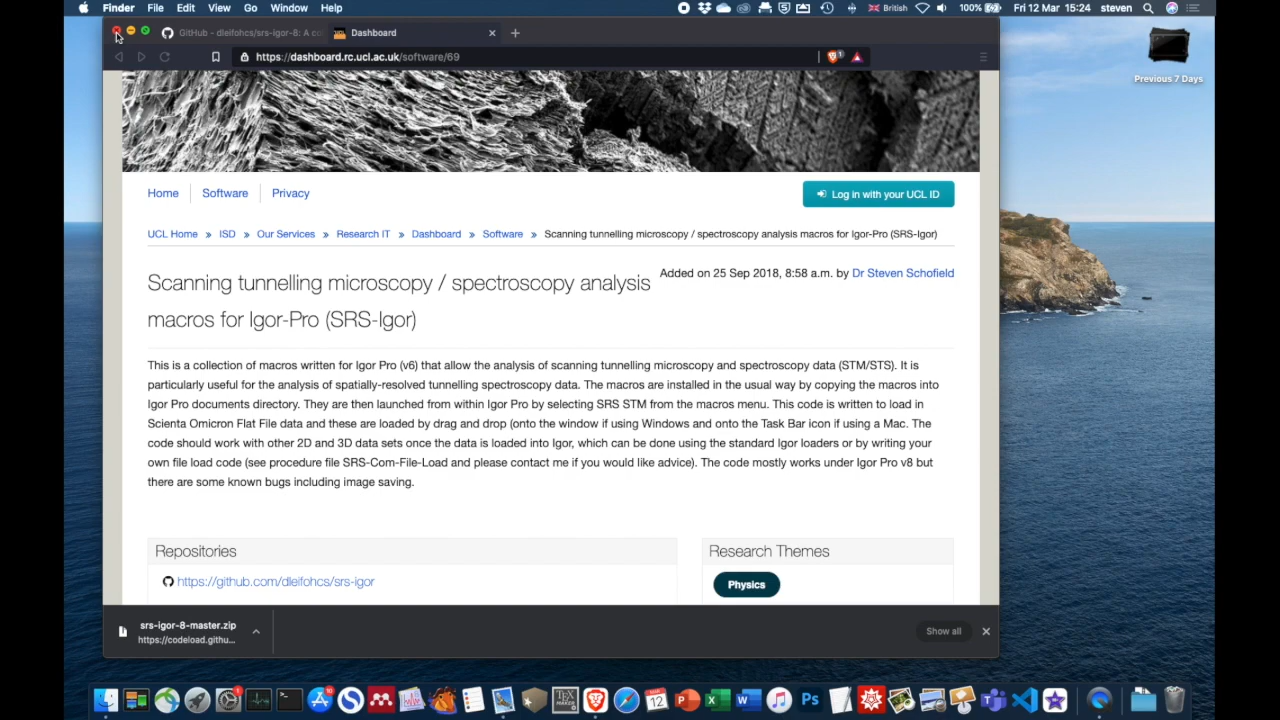 Finder File Edit View Go Window Help
British 100% Fri 12 Mar 15:24 steven
GitHub - dleifohcs/srs-igor-8: A co
Dashboard
https://dashboard.rc.ucl.ac.uk/software/69
Previous 7 Days
Home Software Privacy
Log in with your UCL ID
UCL Home » ISD » Our Services » Research IT » Dashboard » Software » Scanning tunnelling microscopy / spectroscopy analysis macros for Igor-Pro (SRS-Igor)
Scanning tunnelling microscopy / spectroscopy analysis
macros for Igor-Pro (SRS-Igor)
Added on 25 Sep 2018, 8:58 a.m. by Dr Steven Schofield
This is a collection of macros written for Igor Pro (v6) that allow the analysis of scanning tunnelling microscopy and spectroscopy data (STM/STS). It is
particularly useful for the analysis of spatially-resolved tunnelling spectroscopy data. The macros are installed in the usual way by copying the macros into
Igor Pro documents directory. They are then launched from within Igor Pro by selecting SRS STM from the macros menu. This code is written to load in
Scienta Omicron Flat File data and these are loaded by drag and drop (onto the window if using Windows and onto the Task Bar icon if using a Mac. The
code should work with other 2D and 3D data sets once the data is loaded into Igor, which can be done using the standard Igor loaders or by writing your
own file load code (see procedure file SRS-Com-File-Load and please contact me if you would like advice). The code mostly works under Igor Pro v8 but
there are some known bugs including image saving.
Repositories
https://github.com/dleifohcs/srs-igor
Research Themes
Physics
srs-igor-8-master.zip
https://codeload.githu...
Show all